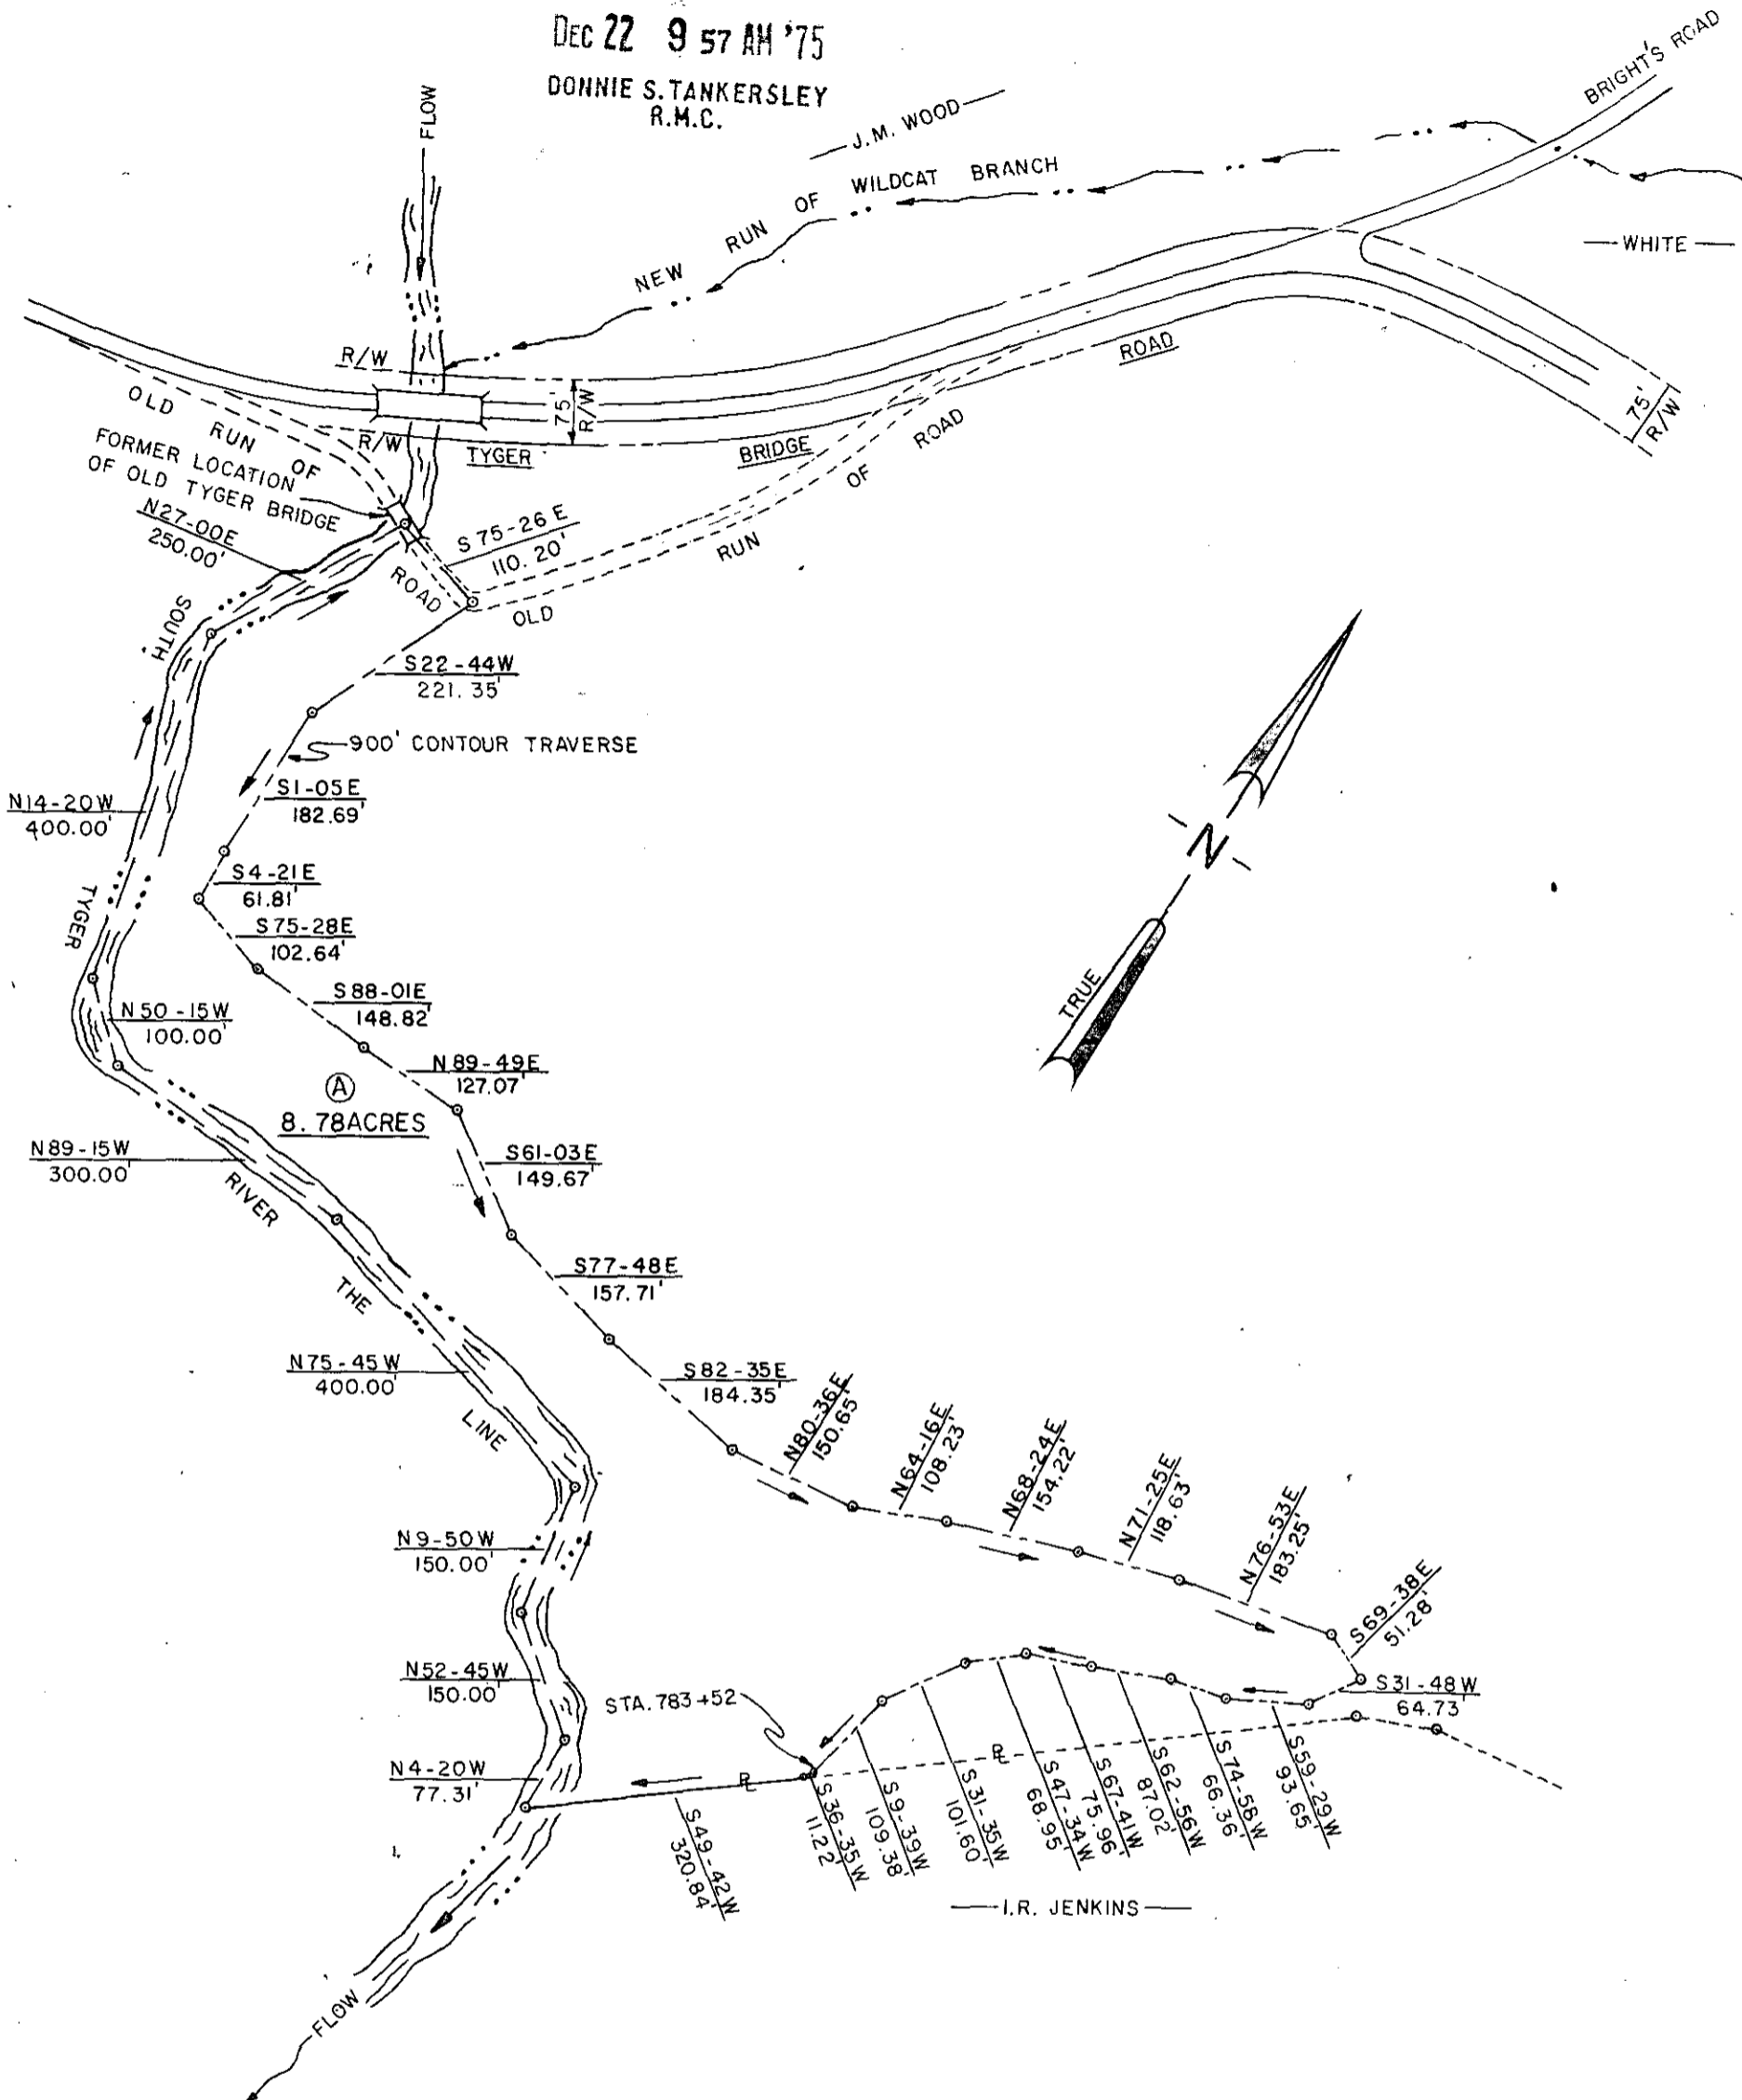 DEC 22 9 57 AM '75
DONNIE S. TANKERSLEY
R.M.C.
FLOW
J.M. WOOD
BRIGHT'S ROAD
NEW RUN OF WILDCAT BRANCH
WHITE
R/W
75'
R/W
R/W
TYGER BRIDGE ROAD
75'
R/W
OLD RUN OF ROAD
FORMER LOCATION
OF OLD TYGER BRIDGE
N27-00E
250.00'
S 75-26 E
110.20'
OLD RUN OF ROAD
SOUTH TYGER RIVER THE LINE
S22-44W
221.35'
900' CONTOUR TRAVERSE
S1-05E
182.69'
N14-20W
400.00'
S4-21E
61.81'
S75-28E
102.64'
S88-01E
148.82'
N50-15W
100.00'
N89-49E
127.07'
A
8.78 ACRES
N89-15W
300.00'
S61-03E
149.67'
S77-48E
157.71'
N75-45W
400.00'
S82-35E
184.35'
N80-36E
150.65'
N64-16E
108.23'
N68-24E
154.22'
N71-25E
118.63'
N76-53E
183.25'
S69-38E
51.28'
TRUE
N
N9-50W
150.00'
N52-45W
150.00'
STA. 783+52
S31-48W
64.73'
N4-20W
77.31'
PL
PL
S49-42W
320.84'
S36-35W
11.22'
S9-39W
109.38'
S31-35W
101.60'
S47-34W
68.95'
S67-41W
75.96'
S62-56W
87.02'
S74-58W
66.36'
S59-29W
93.65'
I.R. JENKINS
FLOW